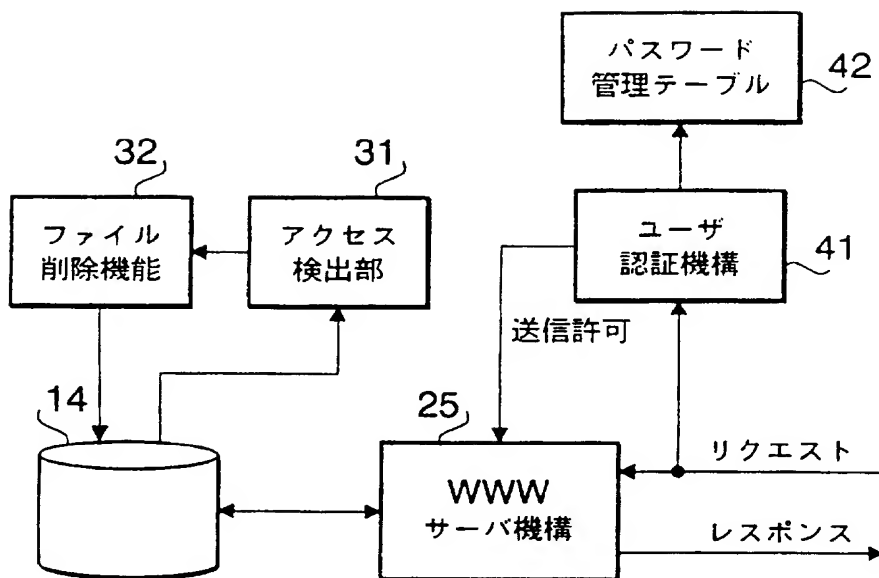 パスワード
管理テーブル
42
32
31
ファイル
削除機能
アクセス
検出部
ユーザ
認証機構
41
送信許可
14
25
WWW
サーバ機構
リクエスト
レスポンス